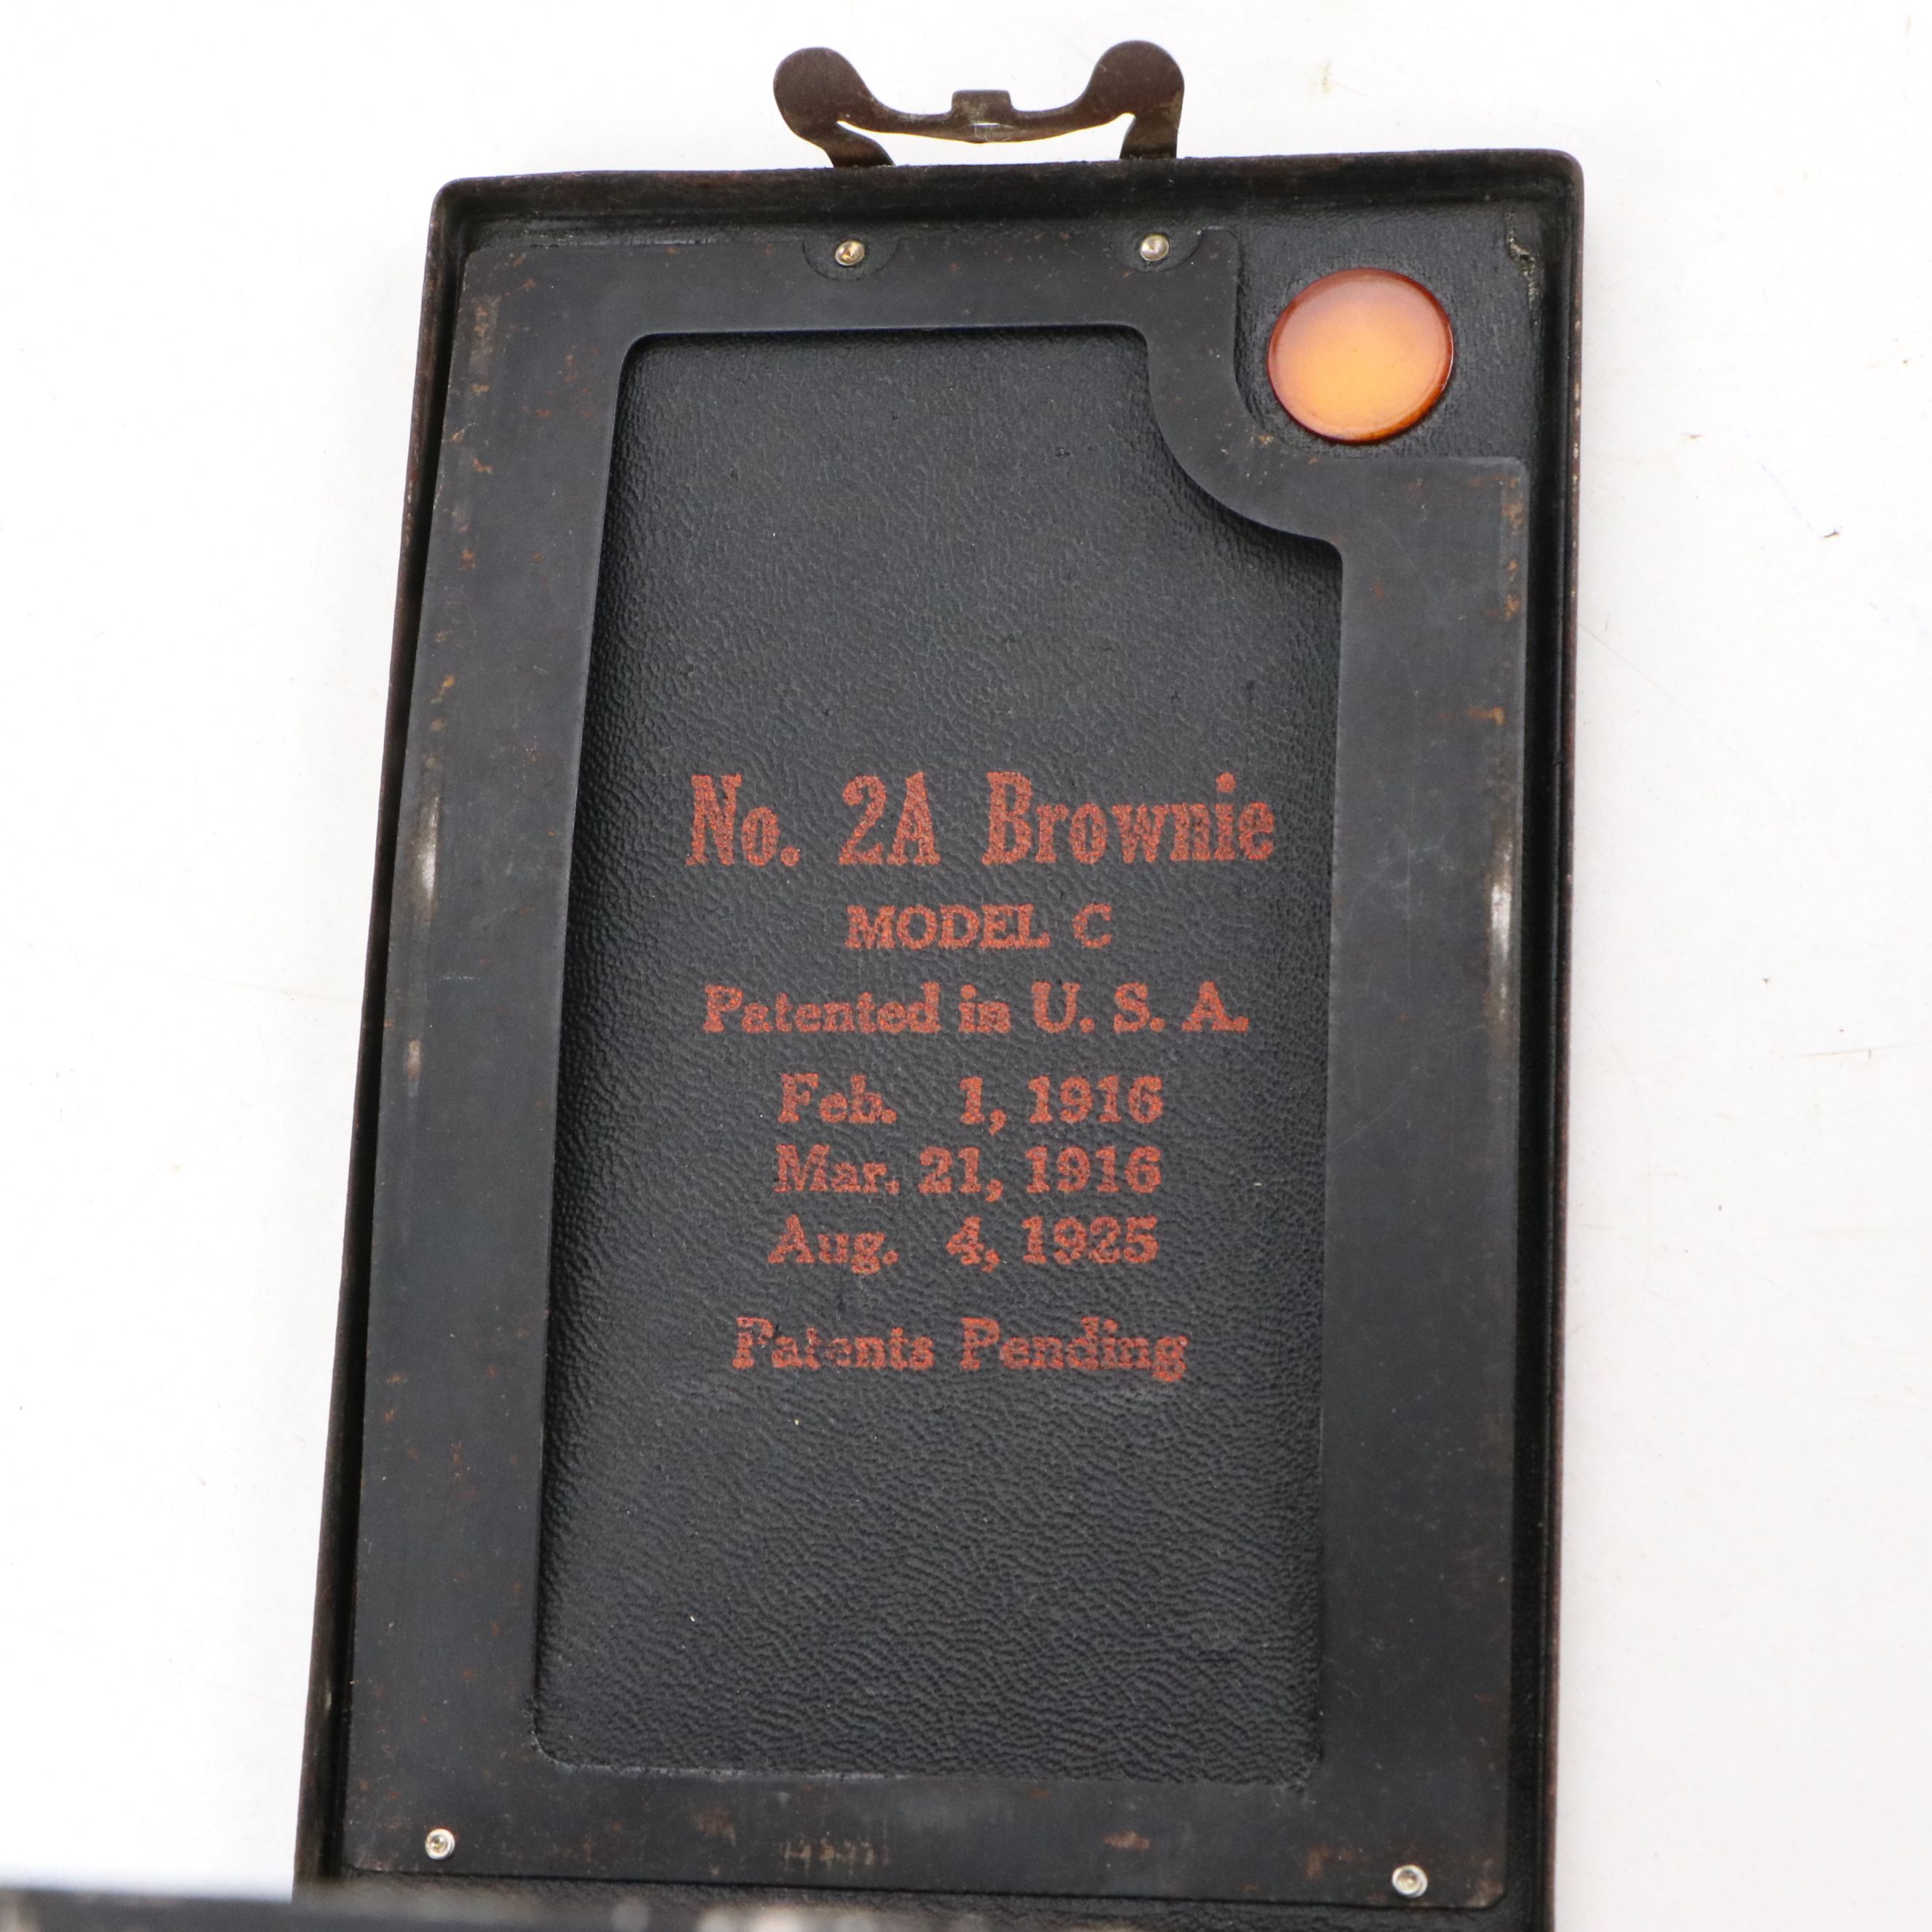 No. 2A Brownie
MODEL C
Patented in U. S. A.
Feb. 1, 1916
Mar. 21, 1916
Aug. 4, 1925
Patents Pending